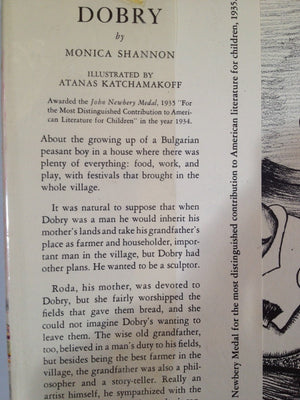 DOBRY
by
MONICA SHANNON
ILLUSTRATED BY
ATANAS KATCHAMAKOFF
Awarded the John Newbery Medal, 1935 "For
the Most Distinguished Contribution to Ameri-
can Literature for Children" in the year 1934.
About the growing up of a Bulgarian
peasant boy in a house where there was
plenty of everything: food, work, and
play, with festivals that brought in the
whole village.
It was natural to suppose that when
Dobry was a man he would inherit his
mother's lands and take his grandfather's
place as farmer and householder, impor-
tant man in the village, but Dobry had
other plans. He wanted to be a sculptor.
Roda, his mother, was devoted to
Dobry, but she fairly worshipped the
fields that gave them bread, and she
could not imagine Dobry's wanting to
leave them. The wise old grandfather,
too, believed in a man's duty to his fields,
but besides being the best farmer in the
village, the grandfather was also a phil-
osopher and a story-teller. Really an
artist himself, he sympathized with the
Newbery Medal for the most distinguished contribution to American literature for children, 1935.